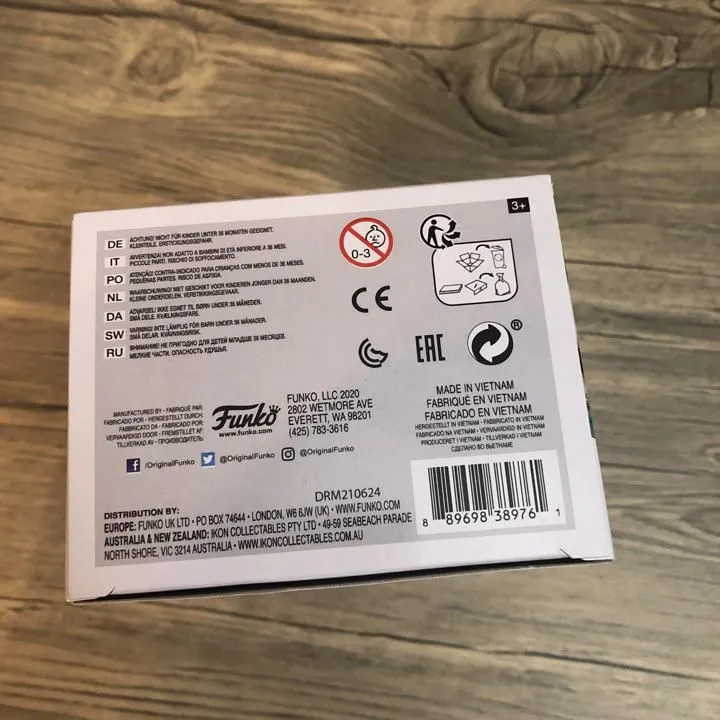 3+
DE ACHTUNG! NICHT FÜR KINDER UNTER 36 MONATEN GEEIGNET.
KLEINTEILE. ERSTICKUNGSGEFAHR.
IT AVVERTENZA! NON ADATTO A BAMBINI DI ETÀ INFERIORE A 36 MESI.
PICCOLE PARTI. RISCHIO DI SOFFOCAMENTO.
PO ATENÇÃO! CONTRA-INDICADO PARA CRIANÇAS COM MENOS DE 36 MESES.
PEQUENAS PARTES. RISCO DE ASFIXIA.
NL WAARSCHUWING! NIET GESCHIKT VOOR KINDEREN JONGER DAN 36 MAANDEN.
KLEINE ONDERDELEN. VERSTIKKINGSGEVAAR.
DA ADVARSEL! IKKE EGNET TIL BØRN UNDER 36 MÅNEDER.
SMÅ DELE. KVÆLNINGSFARE.
SW VARNING! INTE LÄMPLIG FÖR BARN UNDER 36 MÅNADER.
SMÅ DELAR. KVÄVNINGSRISK.
RU ВНИМАНИЕ! НЕ ПРИГОДНО ДЛЯ ДЕТЕЙ МЛАДШЕ 36 МЕСЯЦЕВ.
МЕЛКИЕ ЧАСТИ. ОПАСНОСТЬ УДУШЬЯ.
0-3
CE
EAC
®
MANUFACTURED BY - FABRIQUÉ PAR:
FABRICADO POR - HERGESTELLT DURCH:
FABBRICATO DA - FABRICADO POR:
VERVAARDIGD DOOR - FREMSTILLET AF:
TILLVERKAD AV - ПРОИЗВОДИТЕЛЬ:
Funko
www.funko.com
FUNKO, LLC 2020
2802 WETMORE AVE
EVERETT, WA 98201
(425) 783-3616
/OriginalFunko @OriginalFunko @OriginalFunko
MADE IN VIETNAM
FABRIQUÉ EN VIETNAM
FABRICADO EN VIETNAM
HERGESTELLT IN VIETNAM - FABBRICATO IN VIETNAM
FABRICADO NA VIETNAM - VERVAARDIGD IN VIETNAM
PRODUCERET I VIETNAM - TILLVERKAD I VIETNAM
СДЕЛАНО ВО ВЬЕТНАМЕ
DRM210624
DISTRIBUTION BY:
EUROPE: FUNKO UK LTD • PO BOX 74644 • LONDON, W6 6JW (UK) • WWW.FUNKO.COM
AUSTRALIA & NEW ZEALAND: IKON COLLECTABLES PTY LTD • 49-59 SEABEACH PARADE
NORTH SHORE, VIC 3214 AUSTRALIA • WWW.IKONCOLLECTABLES.COM.AU
8 89698 38976 1